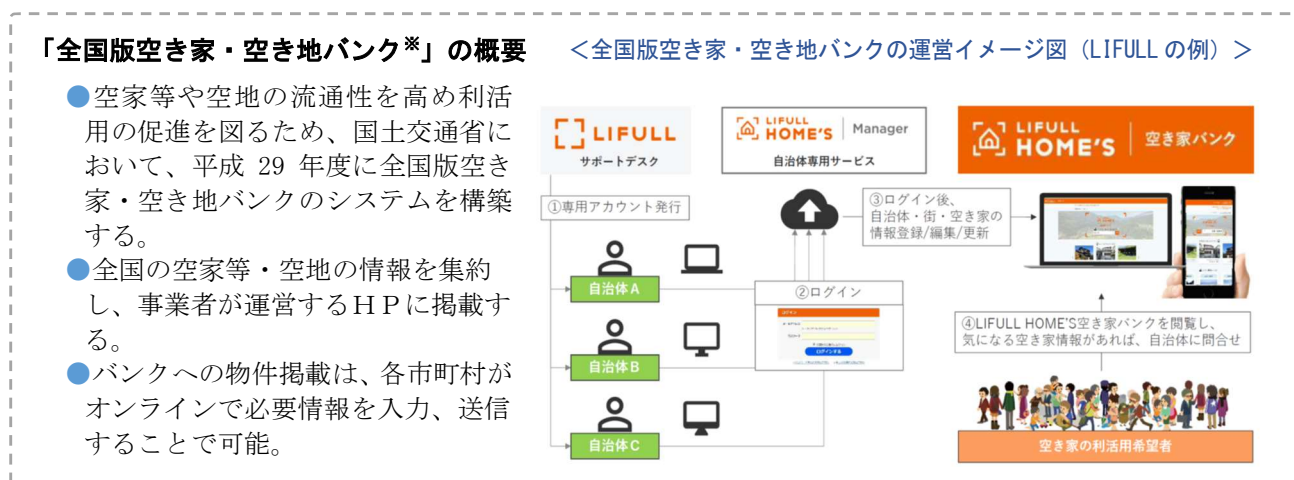 「全国版空き家・空き地バンク※」の概要
＜全国版空き家・空き地バンクの運営イメージ図（LIFULLの例）＞
●空家等や空地の流通性を高め利活
用の促進を図るため、国土交通省に
おいて、平成 29 年度に全国版空き
家・空き地バンクのシステムを構築
する。
●全国の空家等・空地の情報を集約
し、事業者が運営するＨＰに掲載す
る。
●バンクへの物件掲載は、各市町村が
オンラインで必要情報を入力、送信
することで可能。
LIFULL
サポートデスク
LIFULL
HOME'S Manager
自治体専用サービス
LIFULL
HOME'S 空き家バンク
①専用アカウント発行
③ログイン後、
自治体・街・空き家の
情報登録/編集/更新
自治体A
②ログイン
ログイン
ログインする
自治体B
④LIFULL HOME'S空き家バンクを閲覧し、
気になる空き家情報があれば、自治体に問合せ
自治体C
空き家の利活用希望者